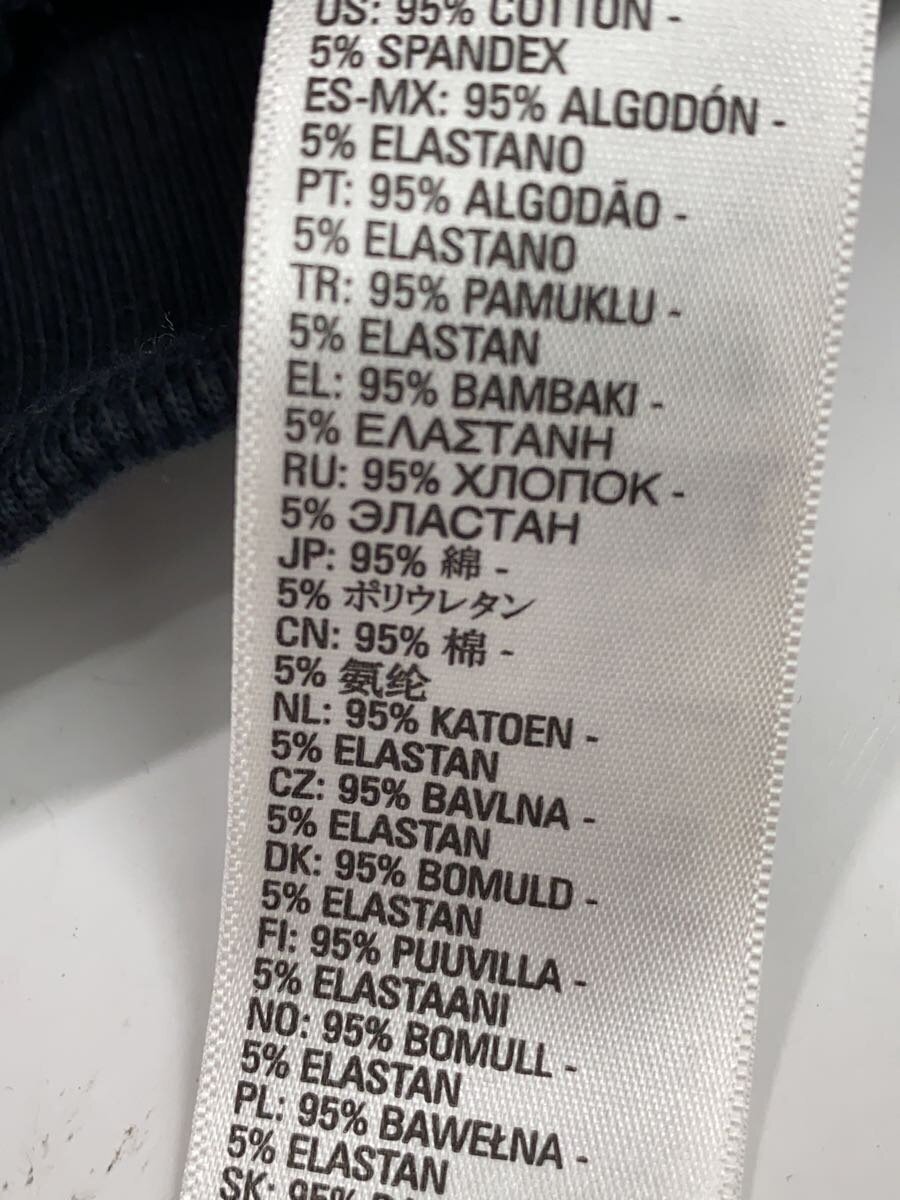 US: 95% COTTON -
5% SPANDEX
ES-MX: 95% ALGODÓN -
5% ELASTANO
PT: 95% ALGODÃO -
5% ELASTANO
TR: 95% PAMUKLU -
5% ELASTAN
EL: 95% BAMBAKI -
5% ΕΛΑΣΤΑΝΗ
RU: 95% ХЛОПОК -
5% ЭЛАСТАН
JP: 95% 綿 -
5% ポリウレタン
CN: 95% 棉 -
5% 氨纶
NL: 95% KATOEN -
5% ELASTAN
CZ: 95% BAVLNA -
5% ELASTAN
DK: 95% BOMULD -
5% ELASTAN
FI: 95% PUUVILLA -
5% ELASTAANI
NO: 95% BOMULL -
5% ELASTAN
PL: 95% BAWEŁNA -
5% ELASTAN
SK: 95%